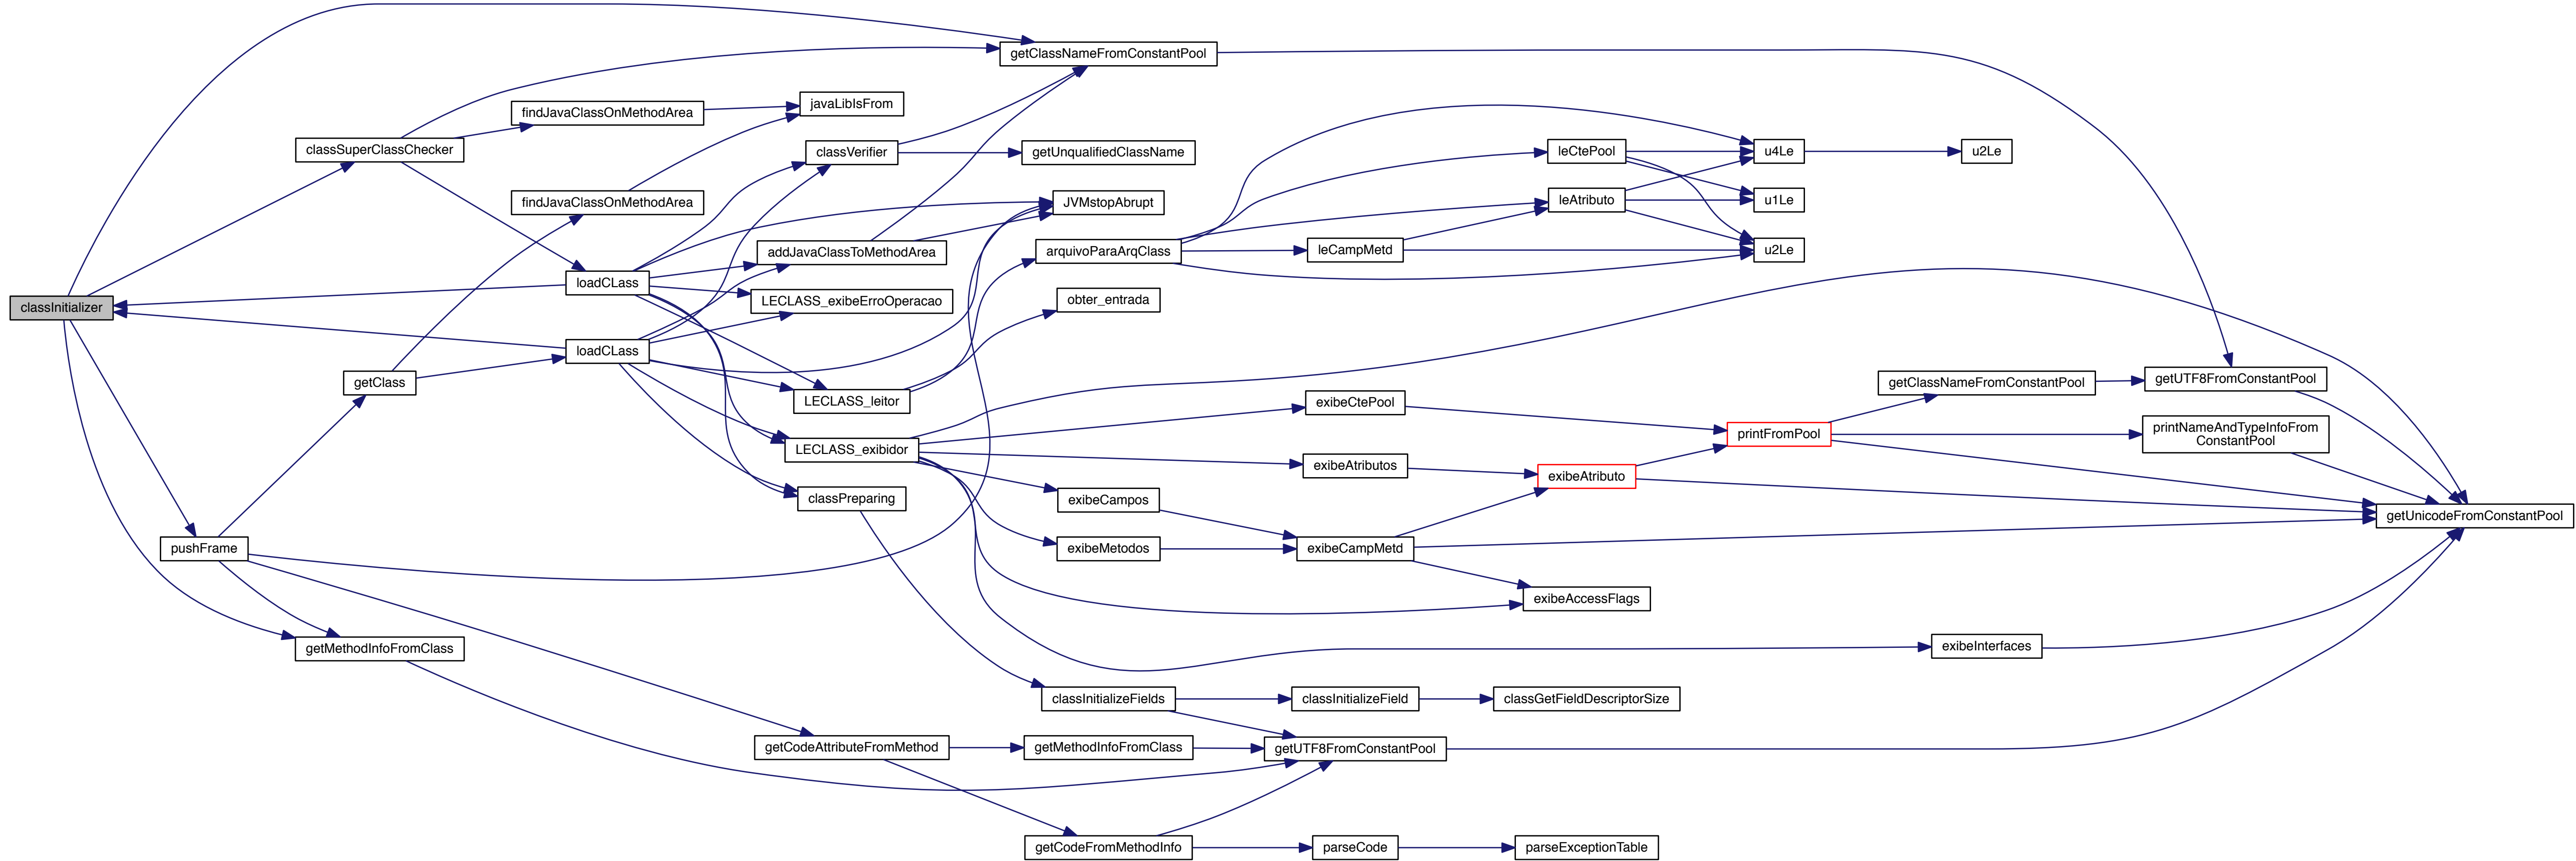 classInitializer
classSuperClassChecker
pushFrame
getMethodInfoFromClass
getClass
findJavaClassOnMethodArea
findJavaClassOnMethodArea
loadCLass
loadCLass
javaLibIsFrom
classVerifier
addJavaClassToMethodArea
LECLASS_exibeErroOperacao
LECLASS_leitor
LECLASS_exibidor
classPreparing
getCodeAttributeFromMethod
getClassNameFromConstantPool
getUnqualifiedClassName
JVMstopAbrupt
arquivoParaArqClass
obter_entrada
exibeCampos
exibeMetodos
classInitializeFields
getMethodInfoFromClass
getCodeFromMethodInfo
leCampMetd
exibeCtePool
exibeAtributos
exibeCampMetd
classInitializeField
getUTF8FromConstantPool
parseCode
leCtePool
leAtributo
exibeAtributo
exibeAccessFlags
classGetFieldDescriptorSize
parseExceptionTable
u4Le
u1Le
u2Le
printFromPool
u2Le
getClassNameFromConstantPool
exibeInterfaces
getUTF8FromConstantPool
printNameAndTypeInfoFrom
ConstantPool
getUnicodeFromConstantPool